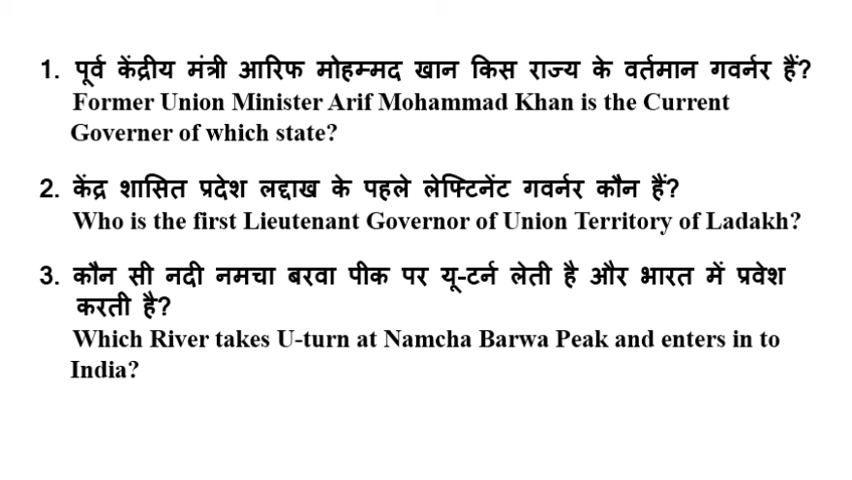 1. पूर्व केंद्रीय मंत्री आरिफ मोहम्मद खान किस राज्य के वर्तमान गवर्नर हैं?
Former Union Minister Arif Mohammad Khan is the Current
Governer of which state?
2. केंद्र शासित प्रदेश लद्दाख के पहले लेफ्टिनेंट गवर्नर कौन हैं?
Who is the first Lieutenant Governor of Union Territory of Ladakh?
3. कौन सी नदी नमचा बरवा पीक पर यू-टर्न लेती है और भारत में प्रवेश
करती है?
Which River takes U-turn at Namcha Barwa Peak and enters in to
India?